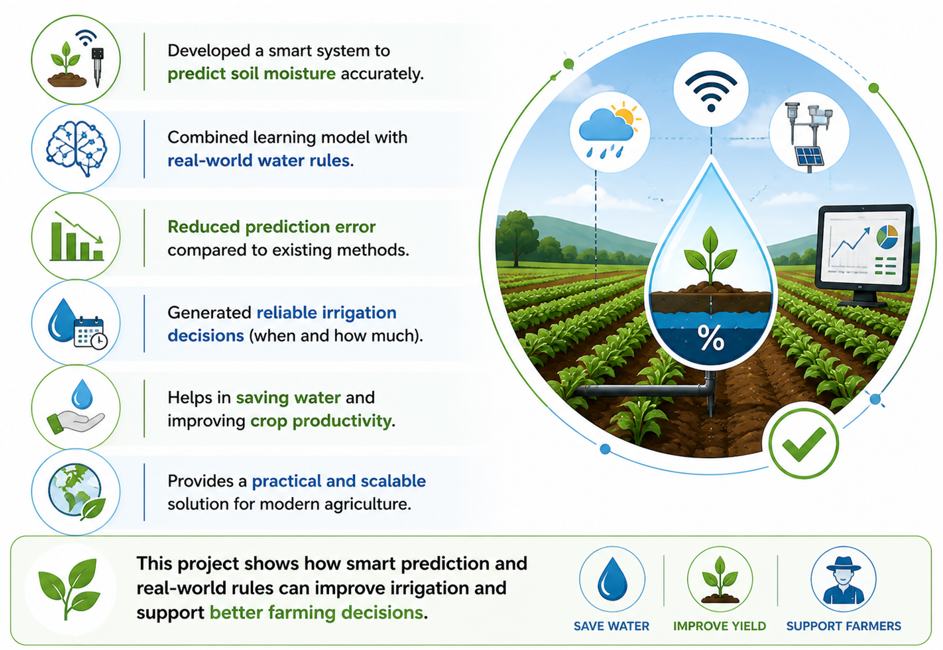 Developed a smart system to
predict soil moisture accurately.
Combined learning model with
real-world water rules.
Reduced prediction error
compared to existing methods.
Generated reliable irrigation
decisions (when and how much).
Helps in saving water and
improving crop productivity.
Provides a practical and scalable
solution for modern agriculture.
%
This project shows how smart prediction and
real-world rules can improve irrigation and
support better farming decisions.
SAVE WATER
IMPROVE YIELD
SUPPORT FARMERS